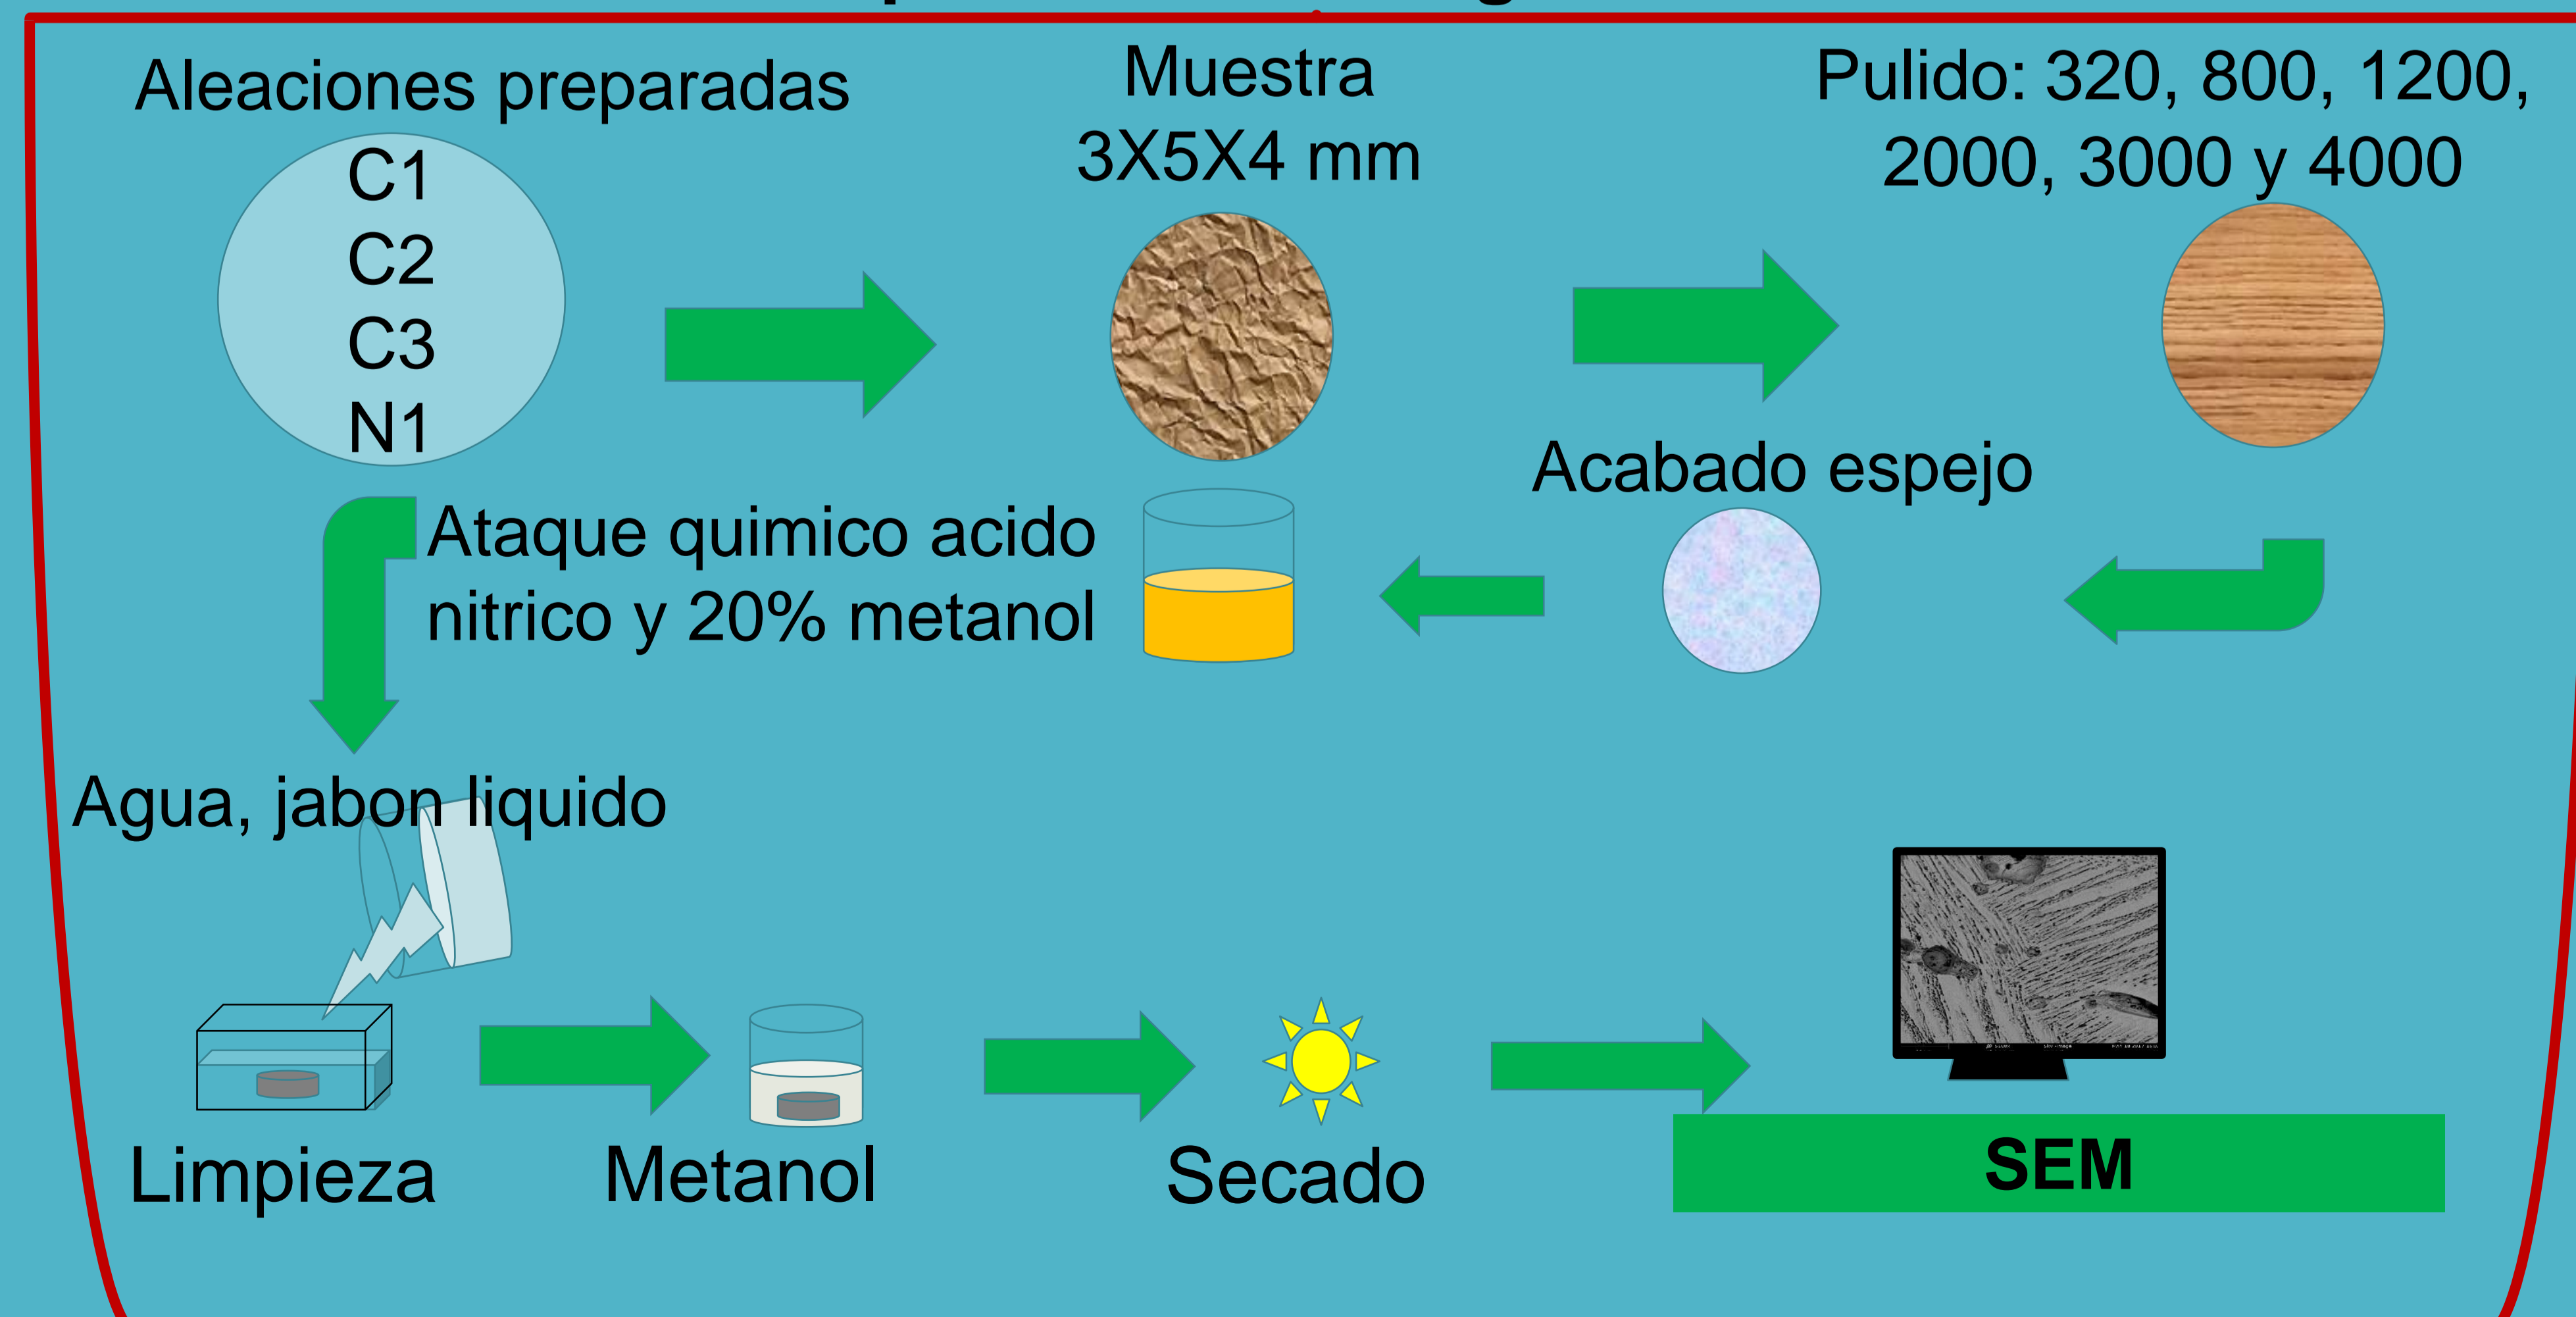 Aleaciones preparadas
C1
C2
C3
N1
Muestra
3X5X4 mm
Pulido: 320, 800, 1200,
2000, 3000 y 4000
Acabado espejo
Ataque quimico acido
nitrico y 20% metanol
Agua, jabon liquido
Limpieza
Metanol
Secado
SEM